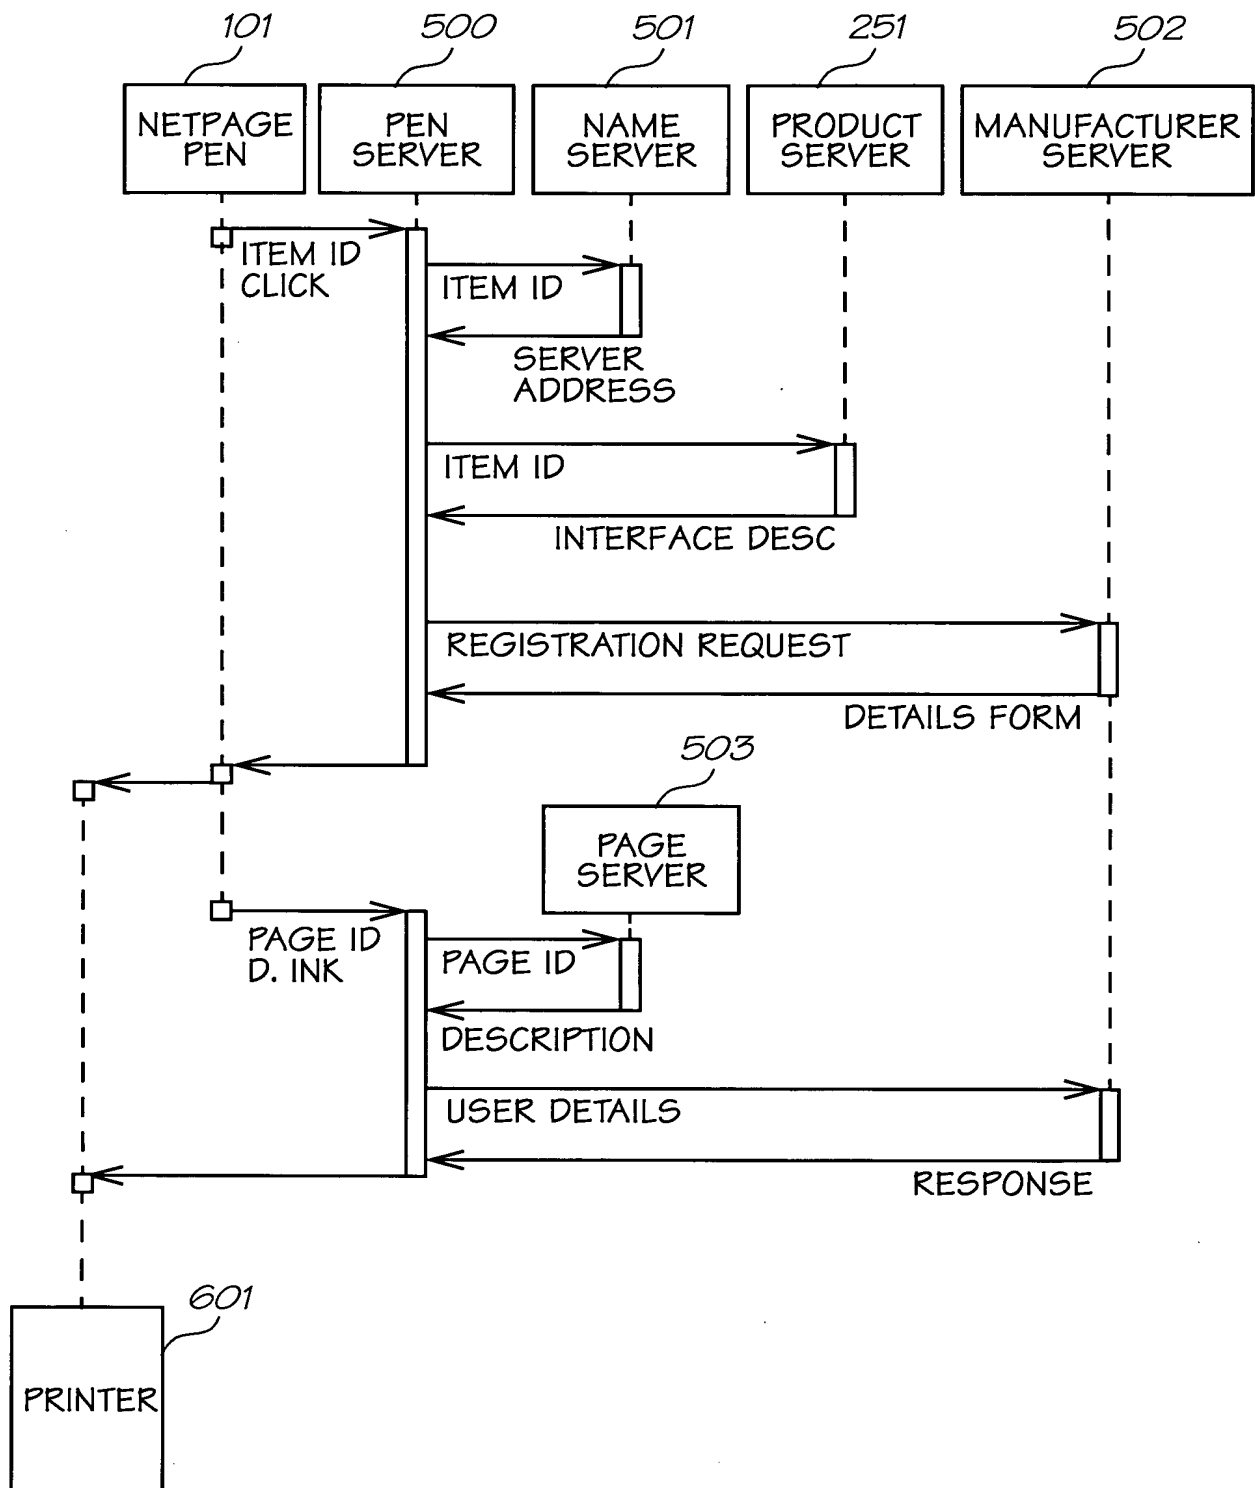 101
500
501
251
502
NETPAGE
PEN
PEN
SERVER
NAME
SERVER
PRODUCT
SERVER
MANUFACTURER
SERVER
ITEM ID
CLICK
ITEM ID
SERVER
ADDRESS
ITEM ID
INTERFACE DESC
REGISTRATION REQUEST
DETAILS FORM
503
PAGE
SERVER
PAGE ID
D. INK
PAGE ID
DESCRIPTION
USER DETAILS
RESPONSE
601
PRINTER